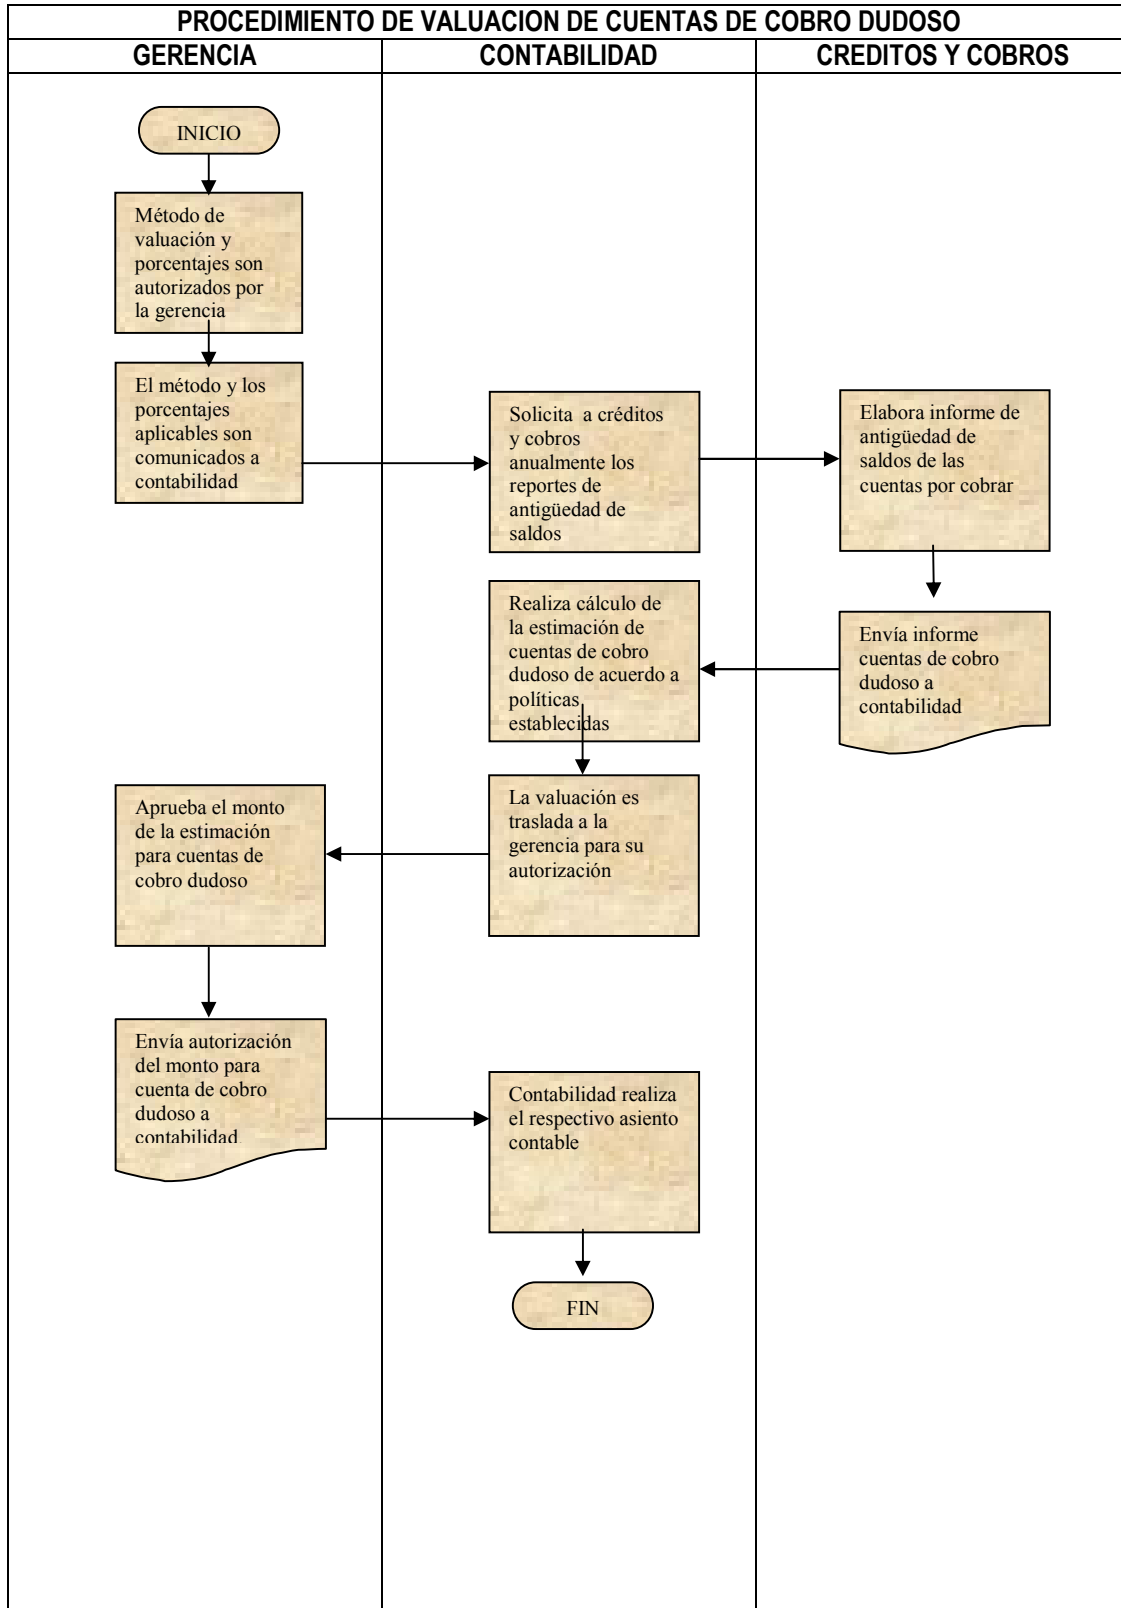 PROCEDIMIENTO DE VALUACION DE CUENTAS DE COBRO DUDOSO
GERENCIA
CONTABILIDAD
CREDITOS Y COBROS
INICIO
Método de
valuación y
porcentajes son
autorizados por
la gerencia
El método y los
porcentajes
aplicables son
comunicados a
contabilidad
Solicita a créditos
y cobros
anualmente los
reportes de
antigüedad de
saldos
Elabora informe de
antigüedad de
saldos de las
cuentas por cobrar
Envía informe
cuentas de cobro
dudoso a
contabilidad
Realiza cálculo de
la estimación de
cuentas de cobro
dudoso de acuerdo a
políticas
establecidas
La valuación es
traslada a la
gerencia para su
autorización
Aprueba el monto
de la estimación
para cuentas de
cobro dudoso
Envía autorización
del monto para
cuenta de cobro
dudoso a
contabilidad.
Contabilidad realiza
el respectivo asiento
contable
FIN